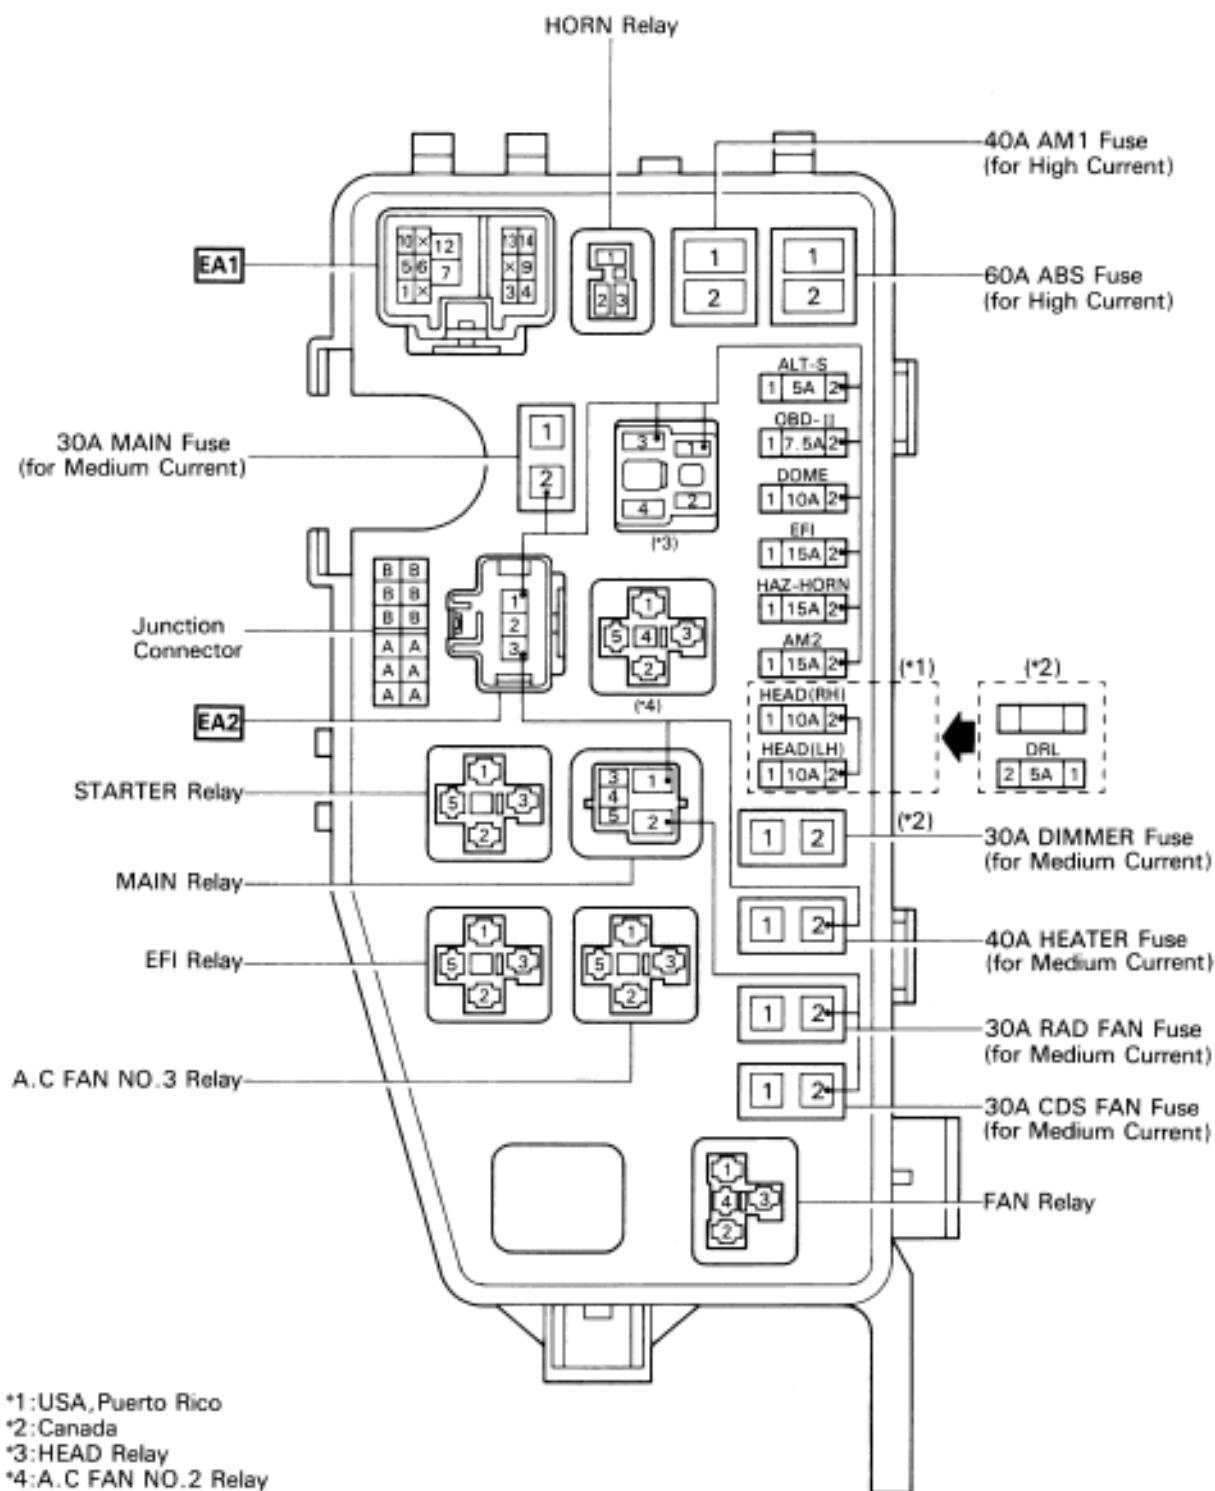 HORN Relay
40A AM1 Fuse
(for High Current)
EA1
10 × 12
5 6 7
1 ×
13 14
× 9
3 4
1
2 3
1
2
1
2
60A ABS Fuse
(for High Current)
ALT-S
1 5A 2
OBD-II
1 7.5A 2
DOME
1 10A 2
EFI
1 15A 2
HAZ-HORN
1 15A 2
AM2
1 15A 2
30A MAIN Fuse
(for Medium Current)
1
2
3 1
4 2
(*3)
B B
B B
B B
A A
A A
A A
Junction
Connector
1
2
3
1
5 4 3
2
(*4)
EA2
(*1)
HEAD(RH)
1 10A 2
HEAD(LH)
1 10A 2
(*2)
DRL
2 5A 1
STARTER Relay
1
5 3
2
3
4
5
1
2
MAIN Relay
(*2)
1 2
30A DIMMER Fuse
(for Medium Current)
EFI Relay
1
5 3
2
1
5 3
2
1 2
40A HEATER Fuse
(for Medium Current)
1 2
30A RAD FAN Fuse
(for Medium Current)
A.C FAN NO.3 Relay
1 2
30A CDS FAN Fuse
(for Medium Current)
1
4 3
2
FAN Relay
*1:USA,Puerto Rico
*2:Canada
*3:HEAD Relay
*4:A.C FAN NO.2 Relay